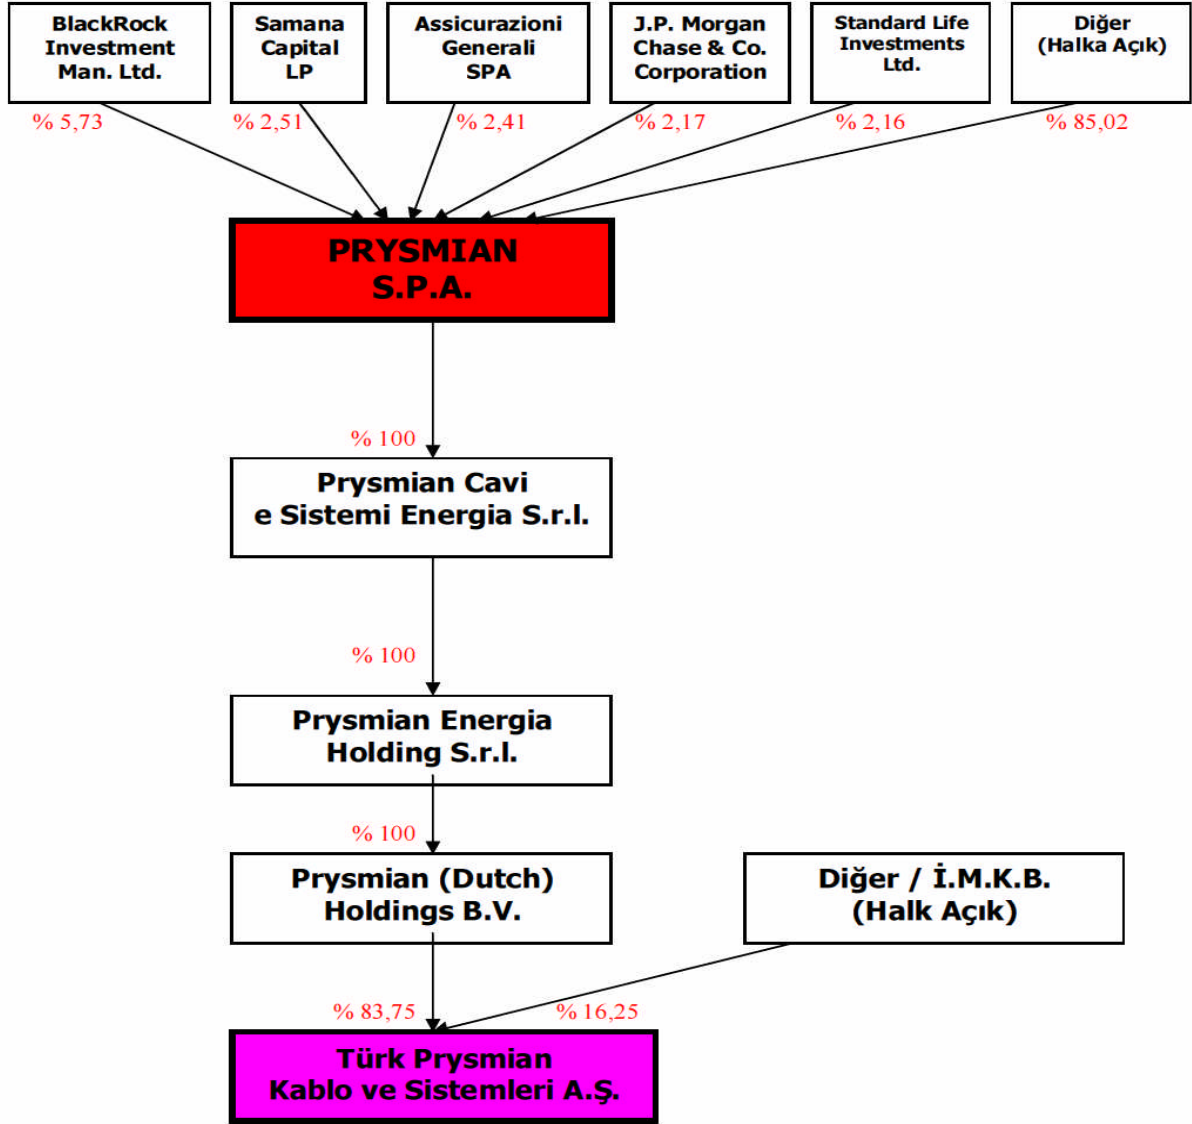 BlackRock
Investment
Man. Ltd.
Samana
Capital
LP
Assicurazioni
Generali
SPA
J.P. Morgan
Chase & Co.
Corporation
Standard Life
Investments
Ltd.
Diğer
(Halka Açık)
% 5,73
% 2,51
% 2,41
% 2,17
% 2,16
% 85,02
PRYSMIAN
S.P.A.
% 100
Prysmian Cavi
e Sistemi Energia S.r.l.
% 100
Prysmian Energia
Holding S.r.l.
% 100
Prysmian (Dutch)
Holdings B.V.
Diğer / İ.M.K.B.
(Halk Açık)
% 83,75
% 16,25
Türk Prysmian
Kablo ve Sistemleri A.Ş.